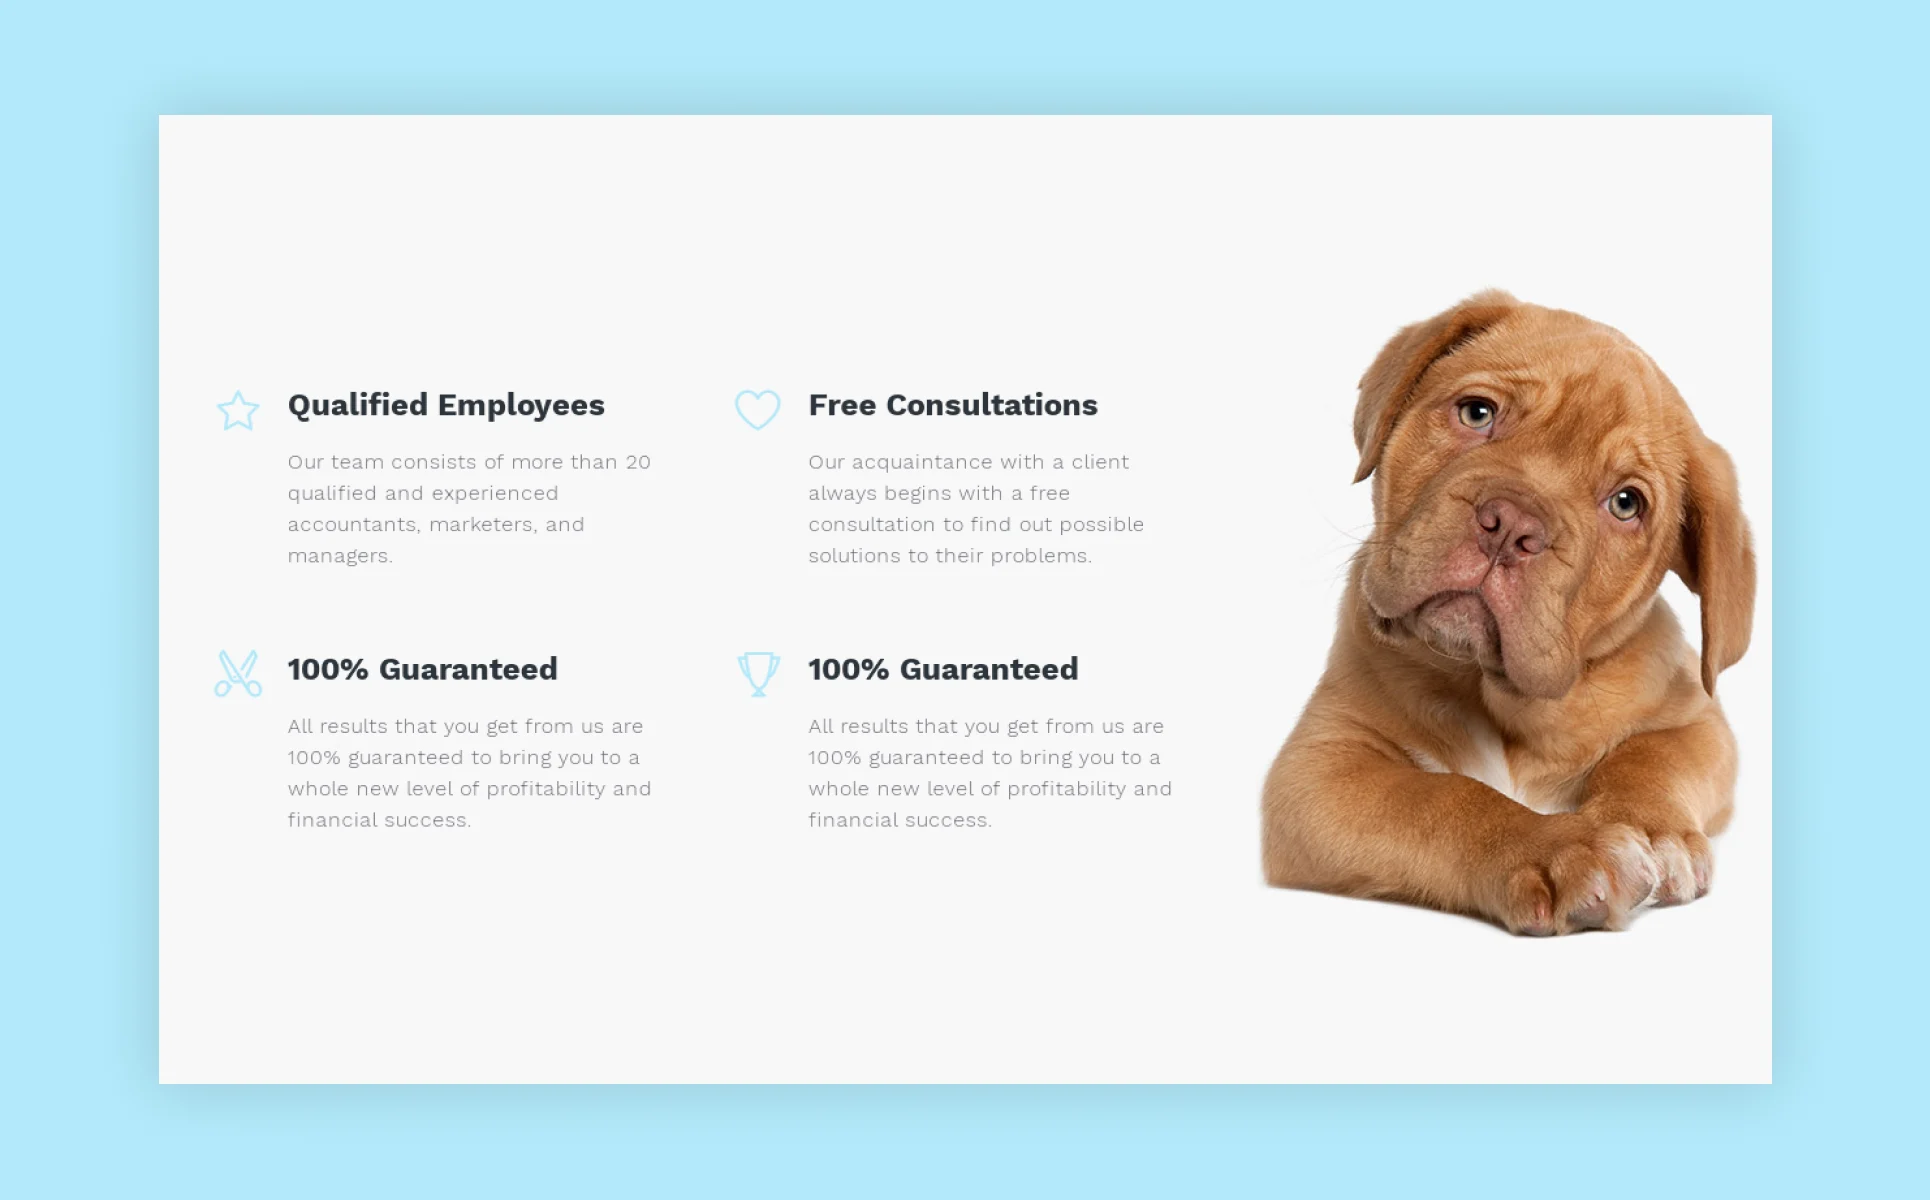 Qualified Employees
Our team consists of more than 20
qualified and experienced
accountants, marketers, and
managers.
Free Consultations
Our acquaintance with a client
always begins with a free
consultation to find out possible
solutions to their problems.
100% Guaranteed
All results that you get from us are
100% guaranteed to bring you to a
whole new level of profitability and
financial success.
100% Guaranteed
All results that you get from us are
100% guaranteed to bring you to a
whole new level of profitability and
financial success.